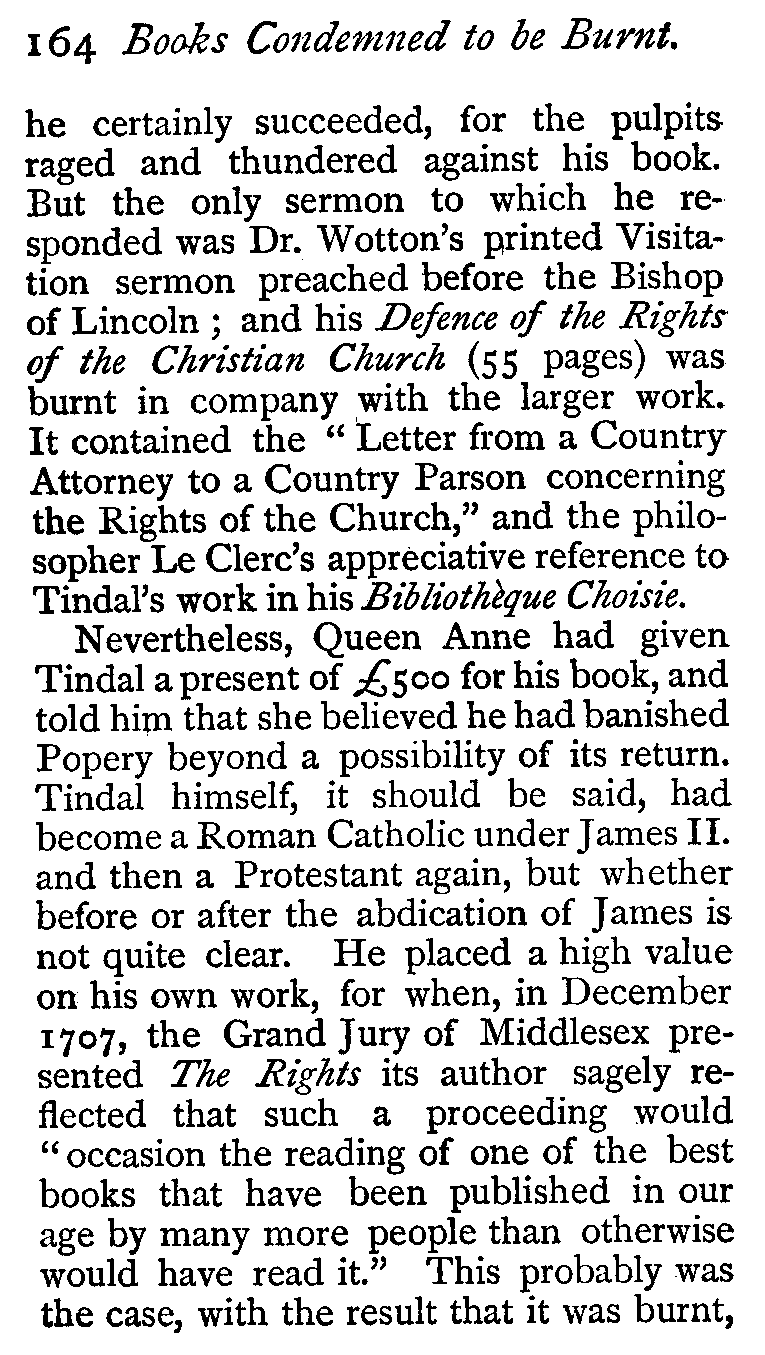 164 Books Condemned to be Burnt.
he certainly succeeded, for the pulpits
raged and thundered against his book.
But the only sermon to which he re-
sponded was Dr. Wotton's printed Visita-
tion sermon preached before the Bishop
of Lincoln ; and his Defence of the Rights
of the Christian Church (55 pages) was
burnt in company with the larger work.
It contained the “ Letter from a Country
Attorney to a Country Parson concerning
the Rights of the Church,” and the philo-
sopher Le Clerc's appreciative reference to
Tindal's work in his Bibliothèque Choisie.
Nevertheless, Queen Anne had given
Tindal a present of £500 for his book, and
told him that she believed he had banished
Popery beyond a possibility of its return.
Tindal himself, it should be said, had
become a Roman Catholic under James II.
and then a Protestant again, but whether
before or after the abdication of James is
not quite clear. He placed a high value
on his own work, for when, in December
1707, the Grand Jury of Middlesex pre-
sented The Rights its author sagely re-
flected that such a proceeding would
“ occasion the reading of one of the best
books that have been published in our
age by many more people than otherwise
would have read it.” This probably was
the case, with the result that it was burnt,